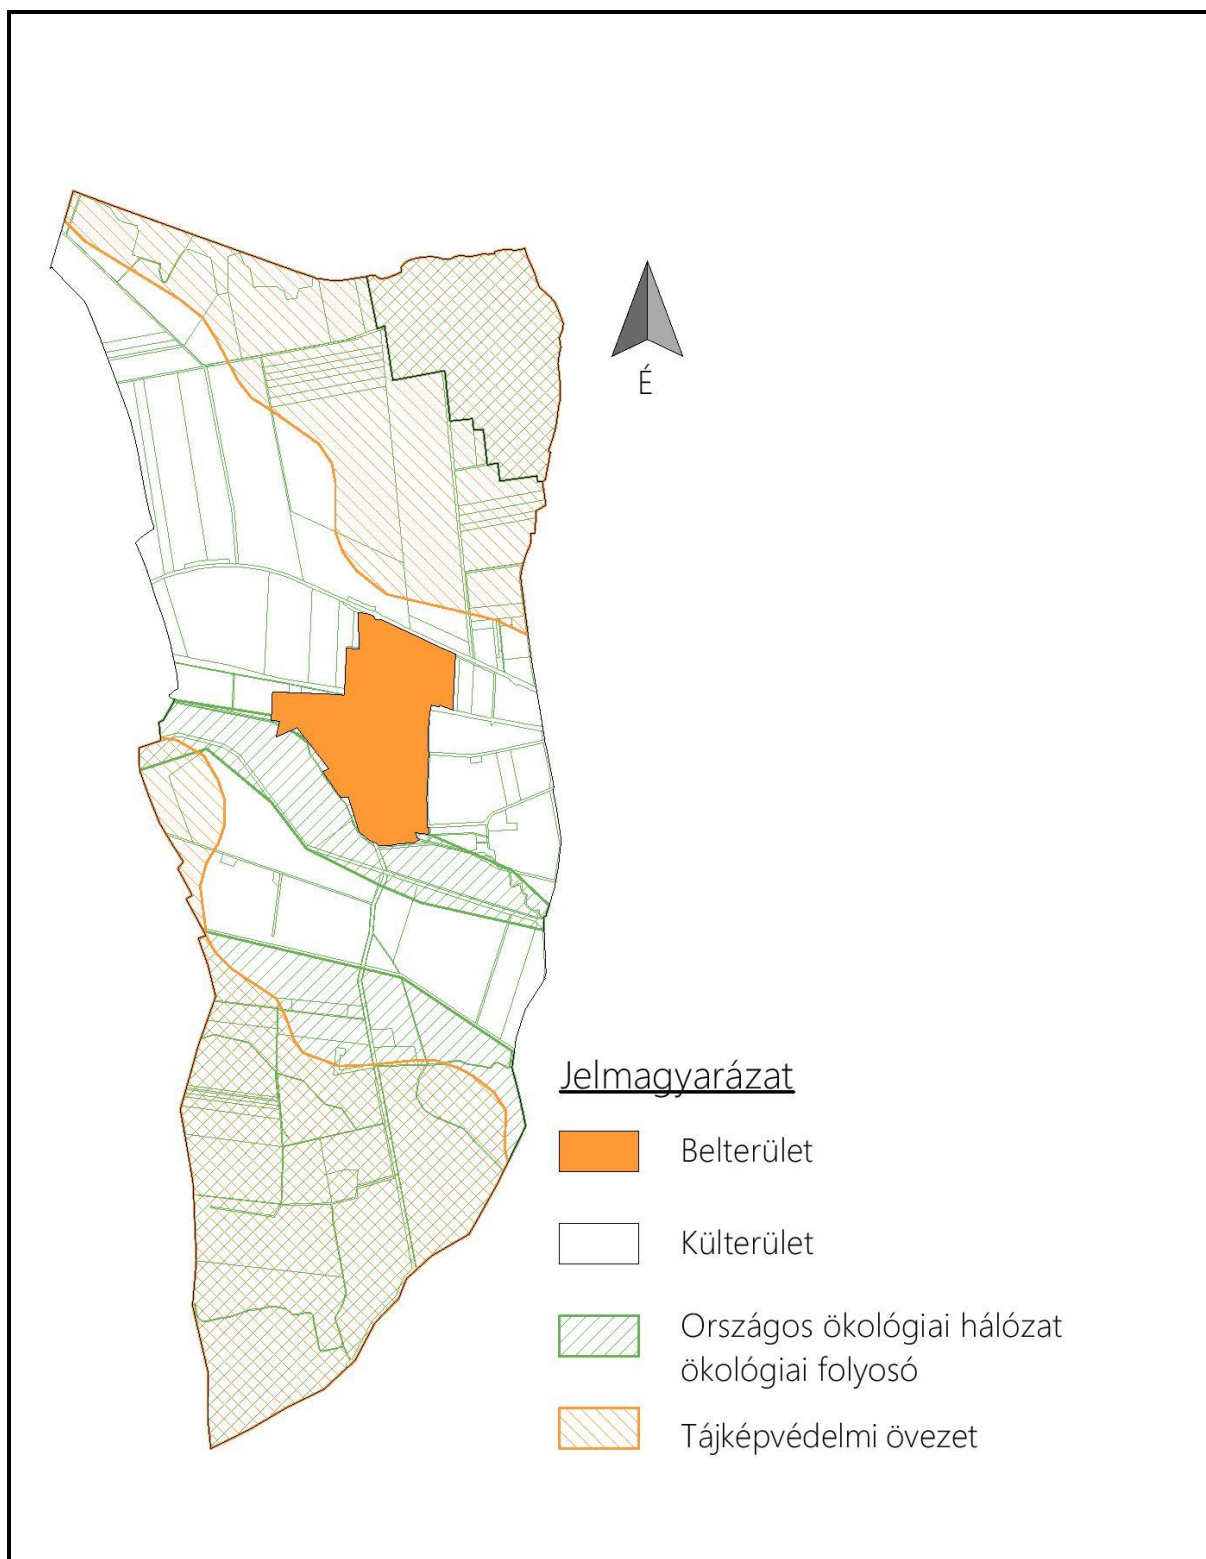 É
Jelmagyarázat
Belterület
Külterület
Országos ökológiai hálózat
ökológiai folyosó
Tájképvédelmi övezet